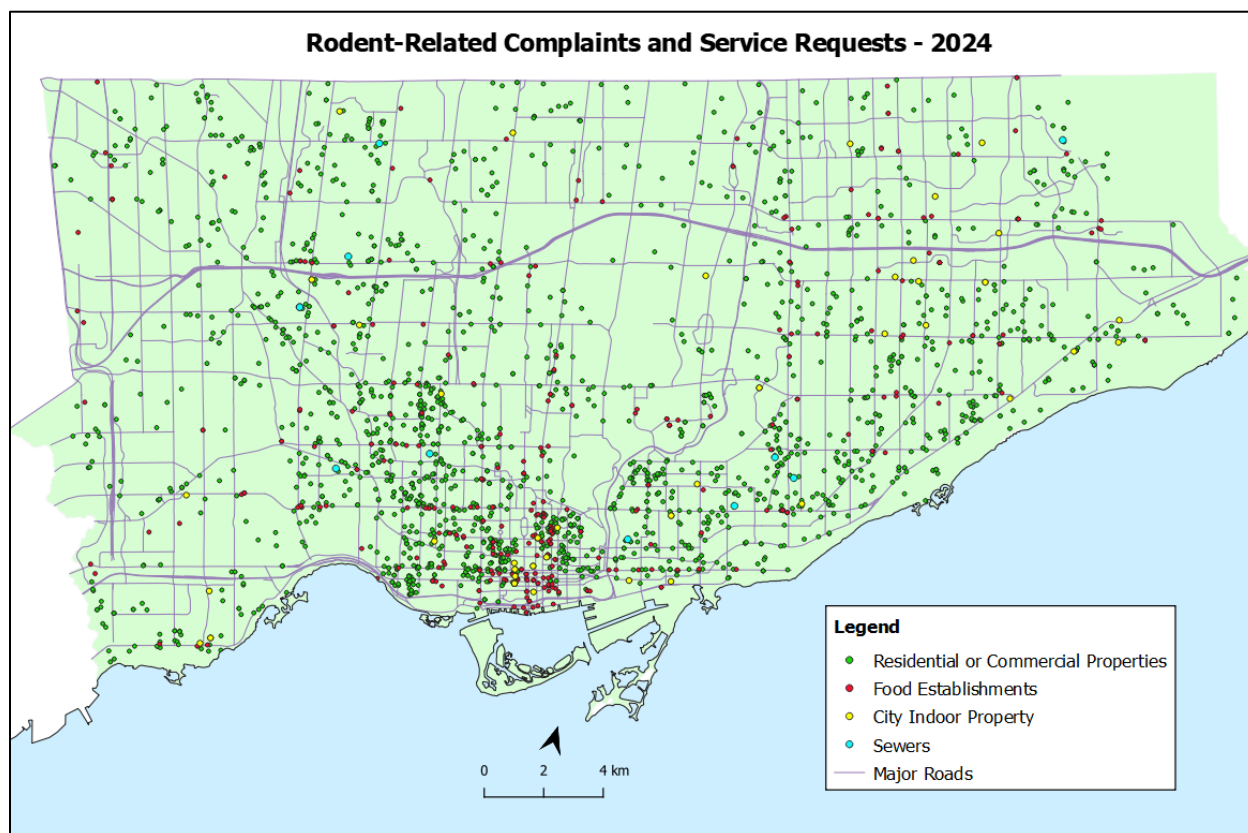 Rodent-Related Complaints and Service Requests - 2024
Legend
Residential or Commercial Properties
Food Establishments
City Indoor Property
Sewers
Major Roads
0 2 4 km